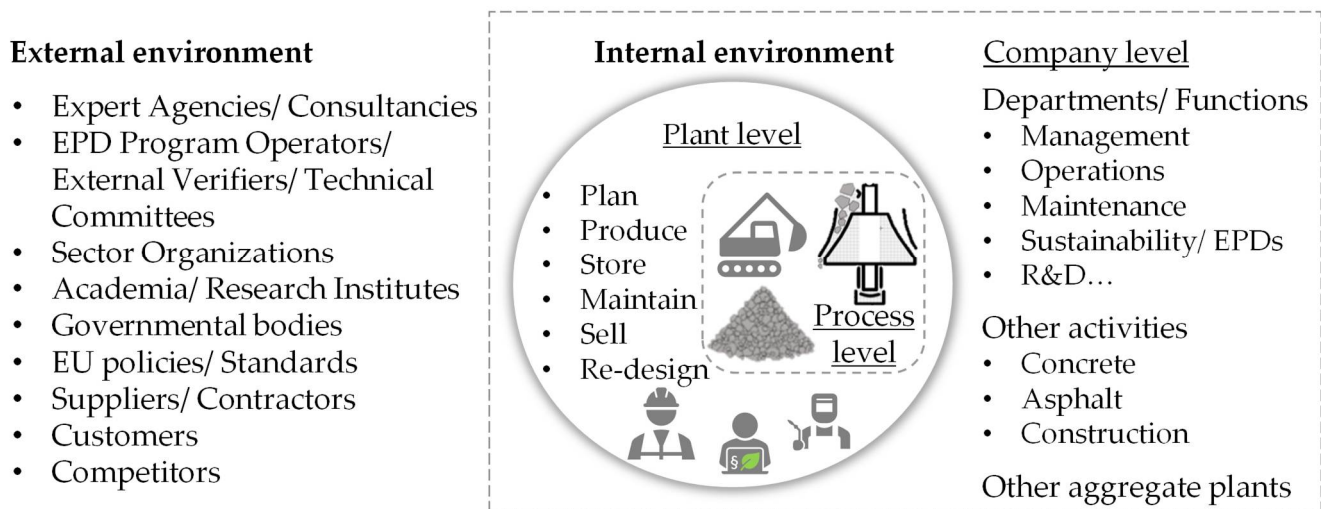 External environment
• Expert Agencies/ Consultancies
• EPD Program Operators/
External Verifiers/ Technical
Committees
• Sector Organizations
• Academia/ Research Institutes
• Governmental bodies
• EU policies/ Standards
• Suppliers/ Contractors
• Customers
• Competitors
Internal environment
Plant level
• Plan
• Produce
• Store
• Maintain
• Sell
• Re-design
Process
level
§
Company level
Departments/ Functions
• Management
• Operations
• Maintenance
• Sustainability/ EPDs
• R&D…
Other activities
• Concrete
• Asphalt
• Construction
Other aggregate plants